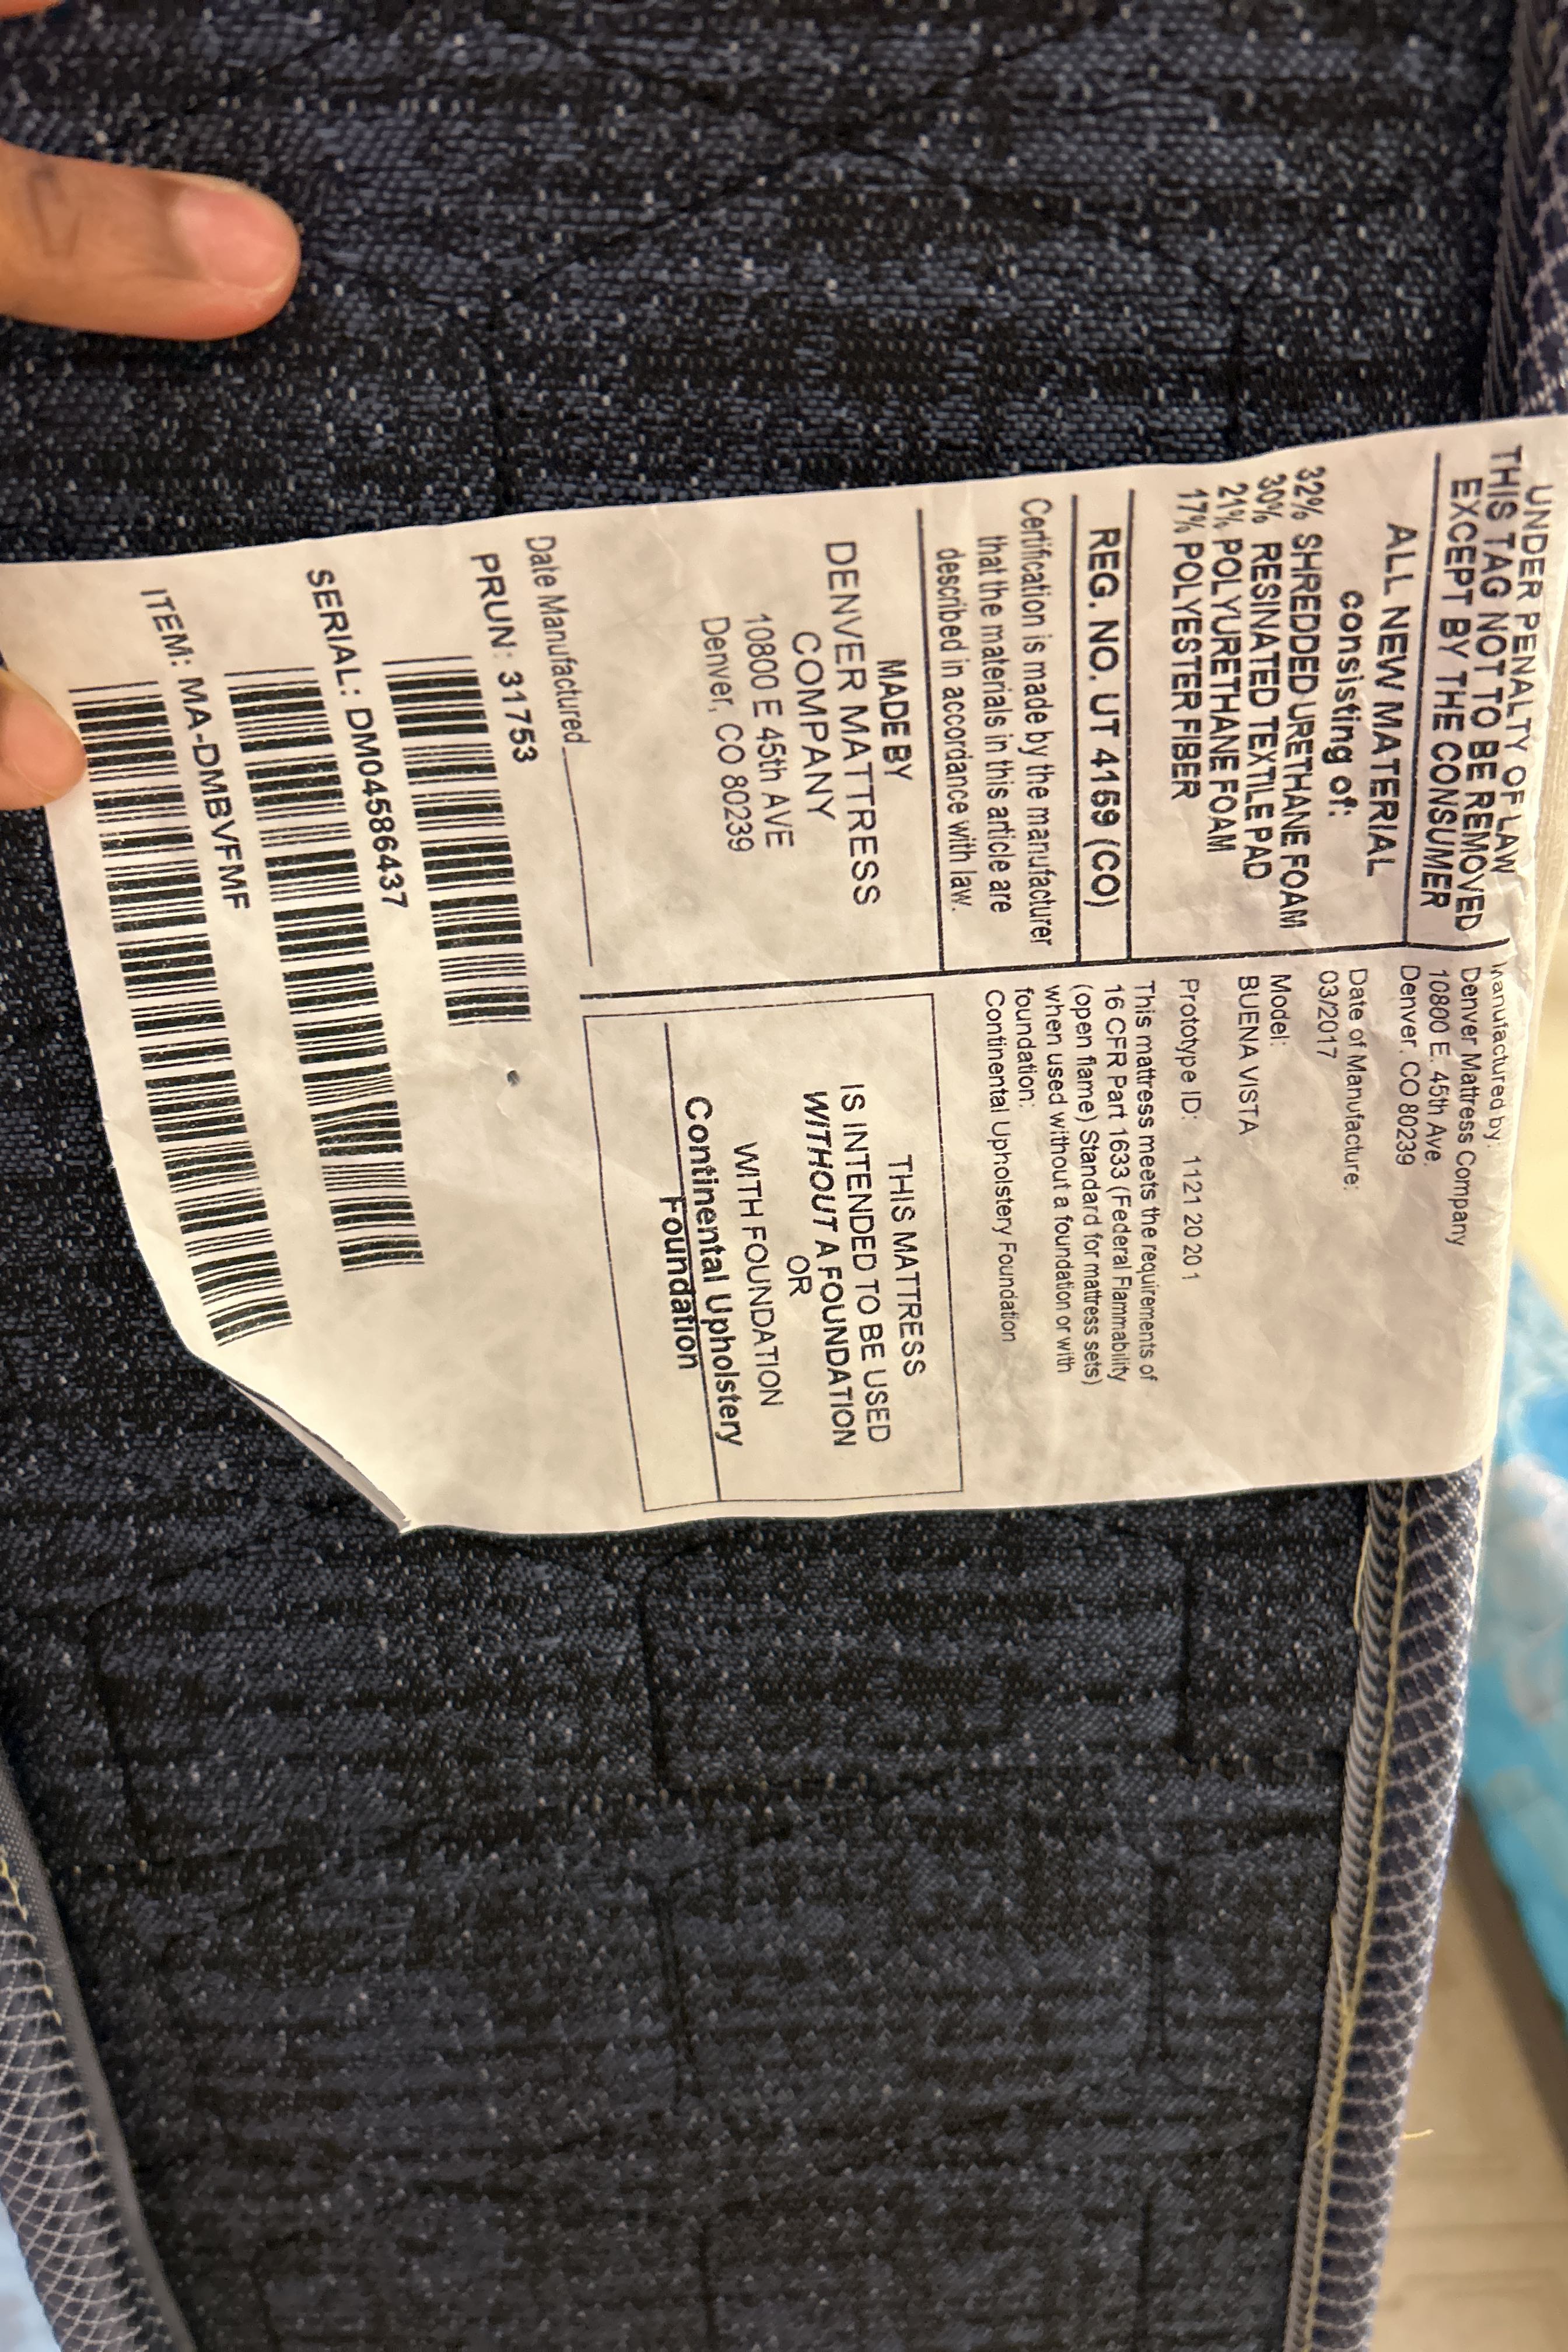 UNDER PENALTY OF LAW
THIS TAG NOT TO BE REMOVED
EXCEPT BY THE CONSUMER
ALL NEW MATERIAL
consisting of:
32% SHREDDED URETHANE FOAM
30% RESINATED TEXTILE PAD
21% POLYURETHANE FOAM
17% POLYESTER FIBER
REG. NO. UT 4169 (CO)
Certification is made by the manufacturer
that the materials in this article are
described in accordance with law.
MADE BY
DENVER MATTRESS
COMPANY
10800 E 45th AVE
Denver, CO 80239
Date Manufactured
PRUN: 31753
SERIAL: DM04586437
ITEM: MA-DMBVFMF
Manufactured by:
Denver Mattress Company
10800 E. 45th Ave.
Denver, CO 80239
Date of Manufacture:
03/2017
Model:
BUENA VISTA
Prototype ID: 1121 20 20 1
This mattress meets the requirements of
16 CFR Part 1633 (Federal Flammability
(open flame) Standard for mattress sets)
when used without a foundation or with
foundation:
Continental Upholstery Foundation
THIS MATTRESS
IS INTENDED TO BE USED
WITHOUT A FOUNDATION
OR
WITH FOUNDATION
Continental Upholstery
Foundation